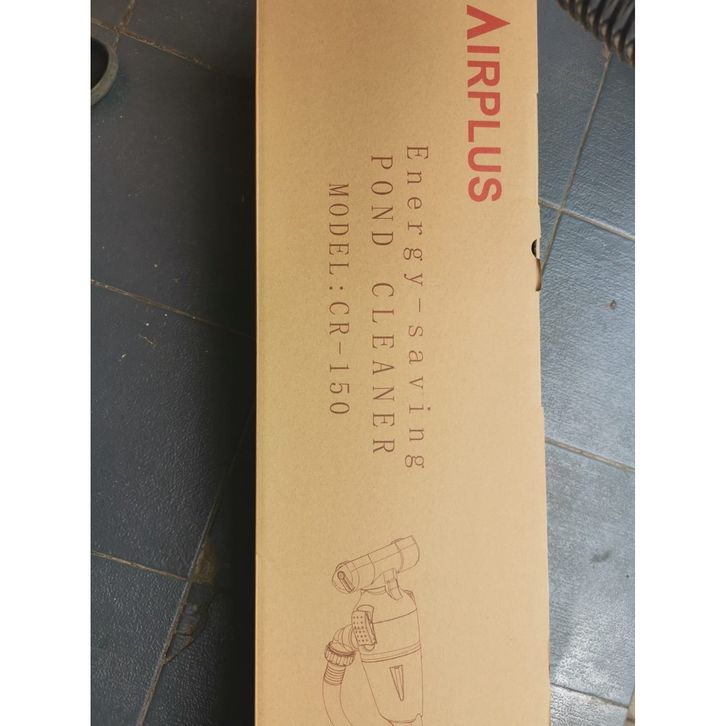 AIRPLUS
Energy-saving
POND CLEANER
MODEL:CR-150